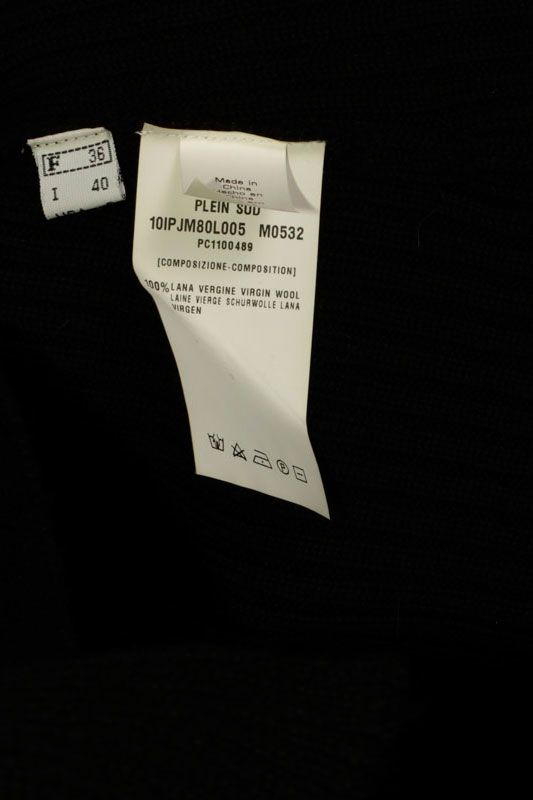 F 36
I 40
Made in
China
PLEIN SUD
10IPJM80L005 M0532
PC1100489
[COMPOSIZIONE-COMPOSITION]
100% LANA VERGINE VIRGIN WOOL
LAINE VIERGE SCHURWOLLE LANA
VIRGEN